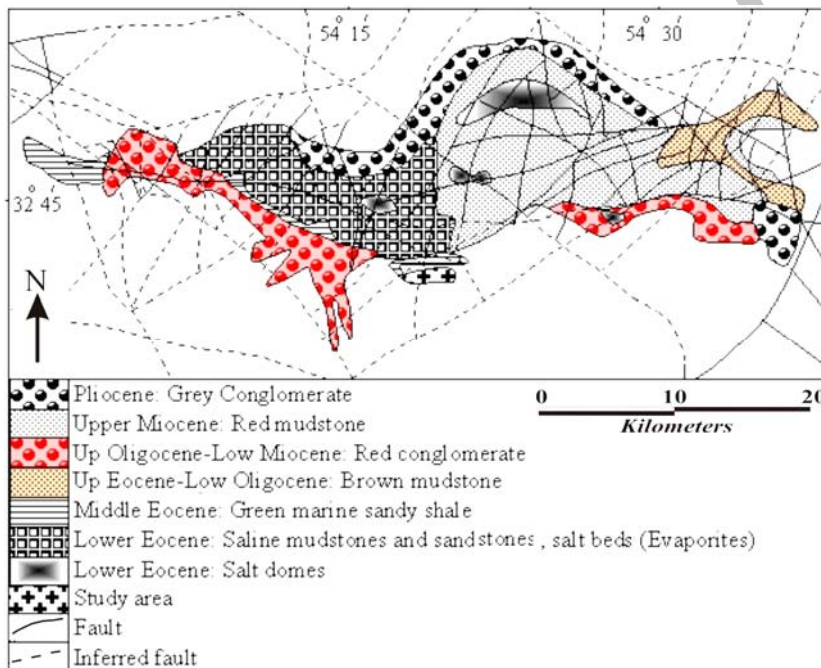 54° 15
54° 30
32° 45
N
Pliocene: Grey Conglomerate
0 10 20
Upper Miocene: Red mudstone
Kilometers
Up Oligocene-Low Miocene: Red conglomerate
Up Eocene-Low Oligocene: Brown mudstone
Middle Eocene: Green marine sandy shale
Lower Eocene: Saline mudstones and sandstones , salt beds (Evaporites)
Lower Eocene: Salt domes
Study area
Fault
Inferred fault